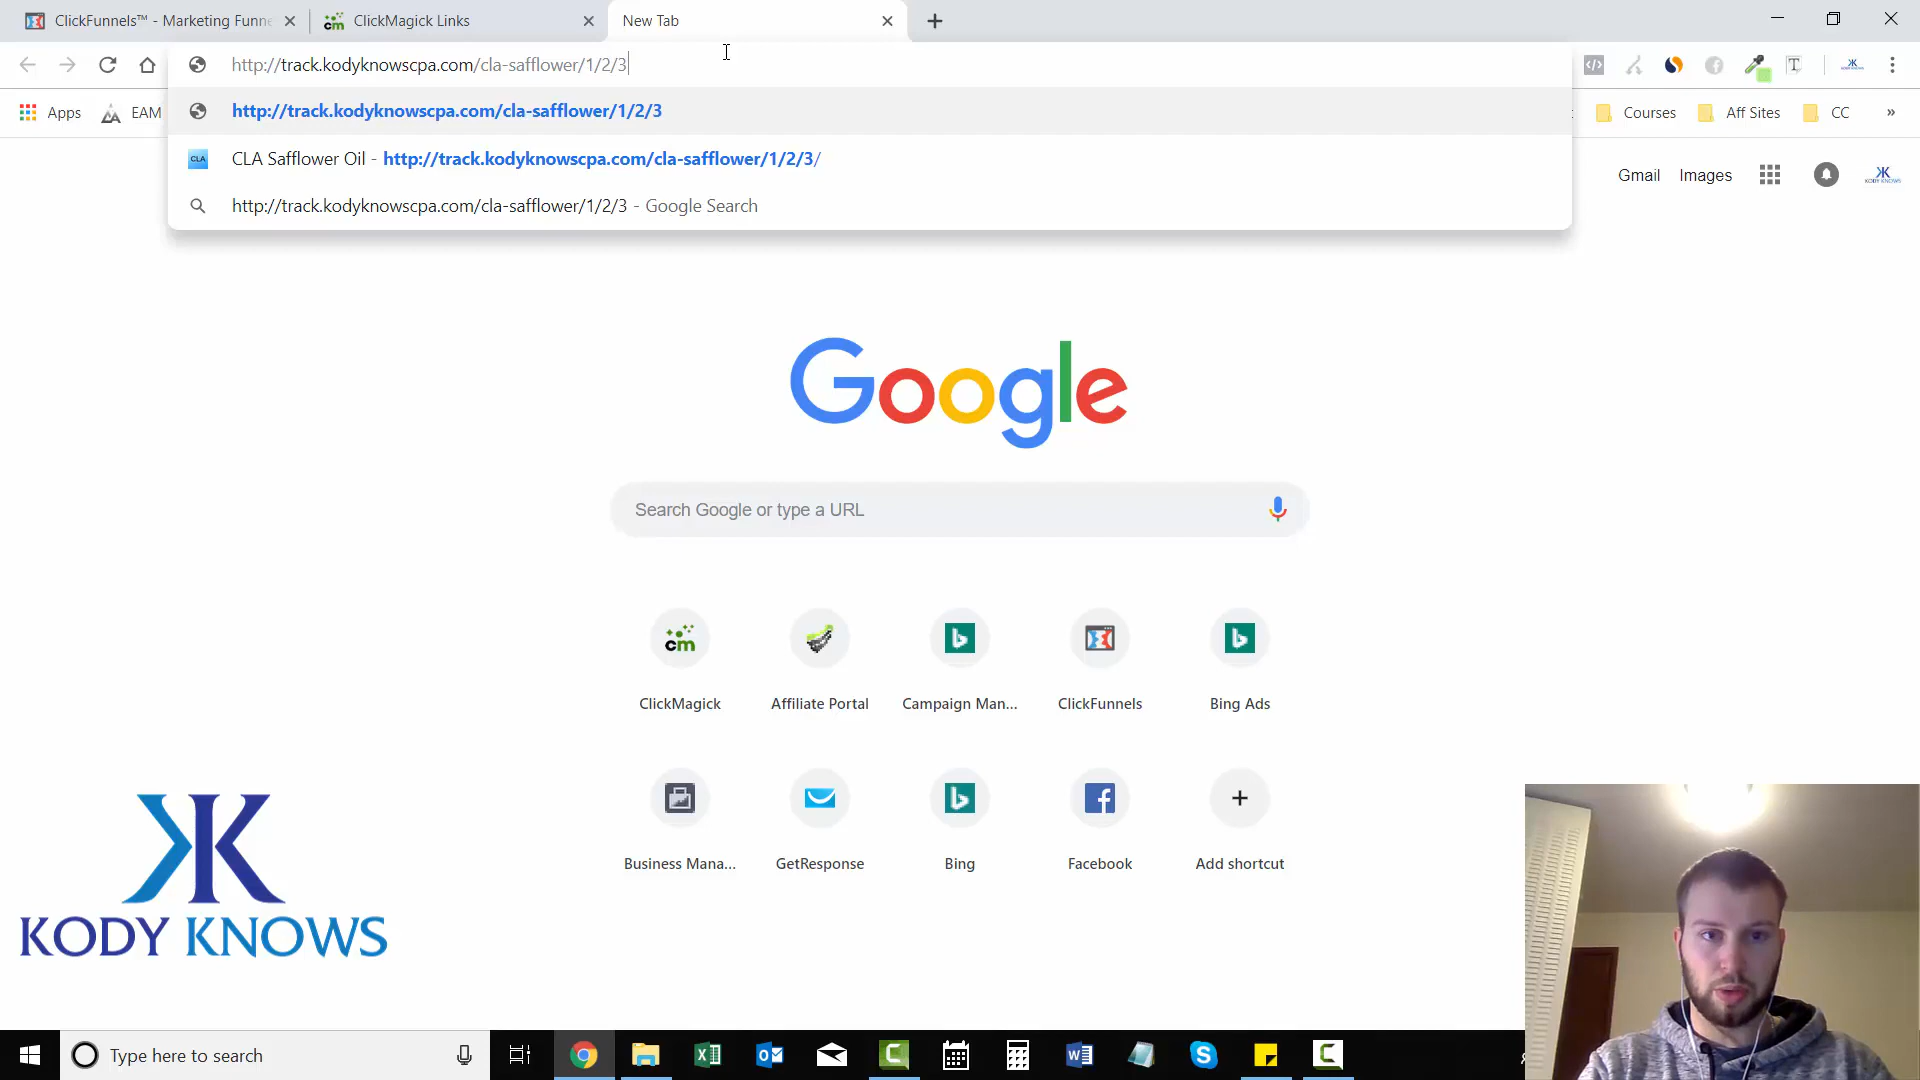 ClickFunnels™ - Marketing Funne
ClickMagick Links
New Tab
http://track.kodyknowscpa.com/cla-safflower/1/2/3
Apps
EAM
http://track.kodyknowscpa.com/cla-safflower/1/2/3
Courses
Aff Sites
CC
»
CLA
CLA Safflower Oil - http://track.kodyknowscpa.com/cla-safflower/1/2/3/
http://track.kodyknowscpa.com/cla-safflower/1/2/3 - Google Search
Gmail
Images
Google
Search Google or type a URL
ClickMagick
Affiliate Portal
Campaign Man...
ClickFunnels
Bing Ads
Business Mana...
GetResponse
Bing
Facebook
Add shortcut
KODY KNOWS
Type here to search